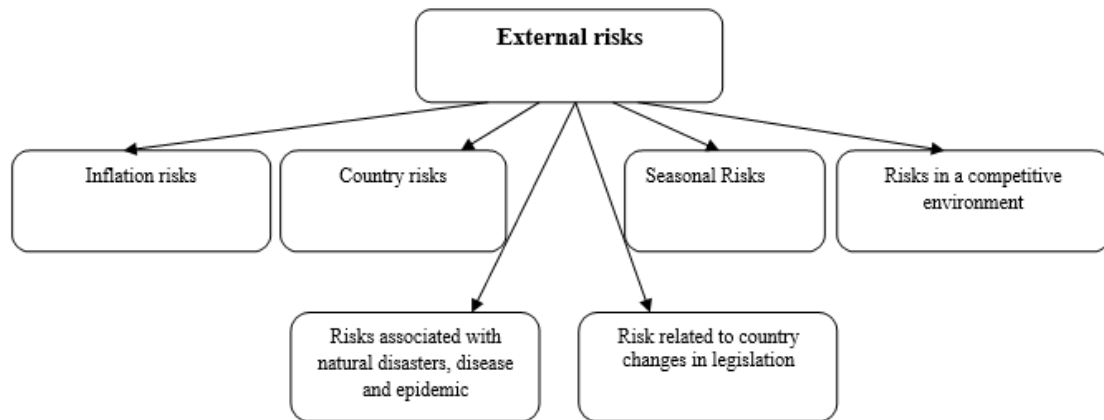 External risks
Inflation risks
Country risks
Seasonal Risks
Risks in a competitive
environment
Risks associated with
natural disasters, disease
and epidemic
Risk related to country
changes in legislation